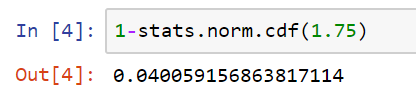 In [4]: 1-stats.norm.cdf(1.75)
Out[4]: 0.040059156863817114